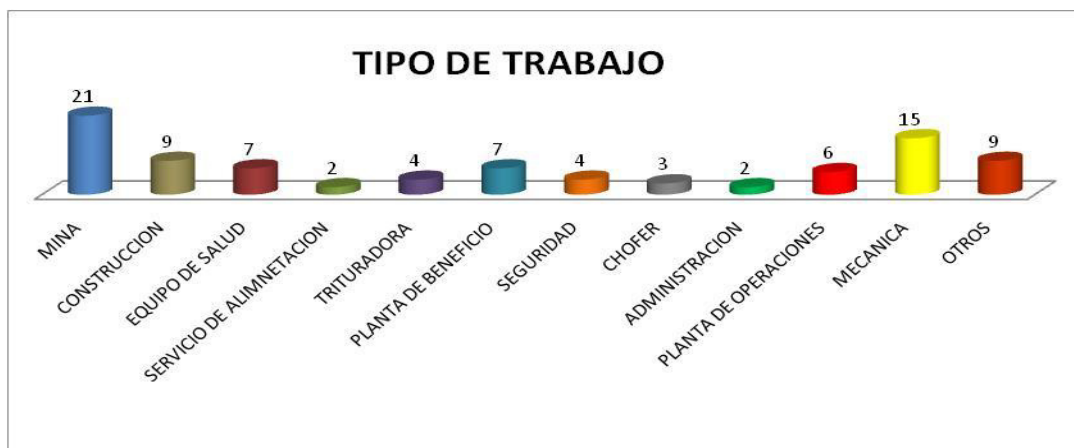 TIPO DE TRABAJO
21
9
7
2
4
7
4
3
2
6
15
9
MINA
CONSTRUCCION
EQUIPO DE SALUD
SERVICIO DE ALIMNETACION
TRITURADORA
PLANTA DE BENEFICIO
SEGURIDAD
CHOFER
ADMINISTRACION
PLANTA DE OPERACIONES
MECANICA
OTROS